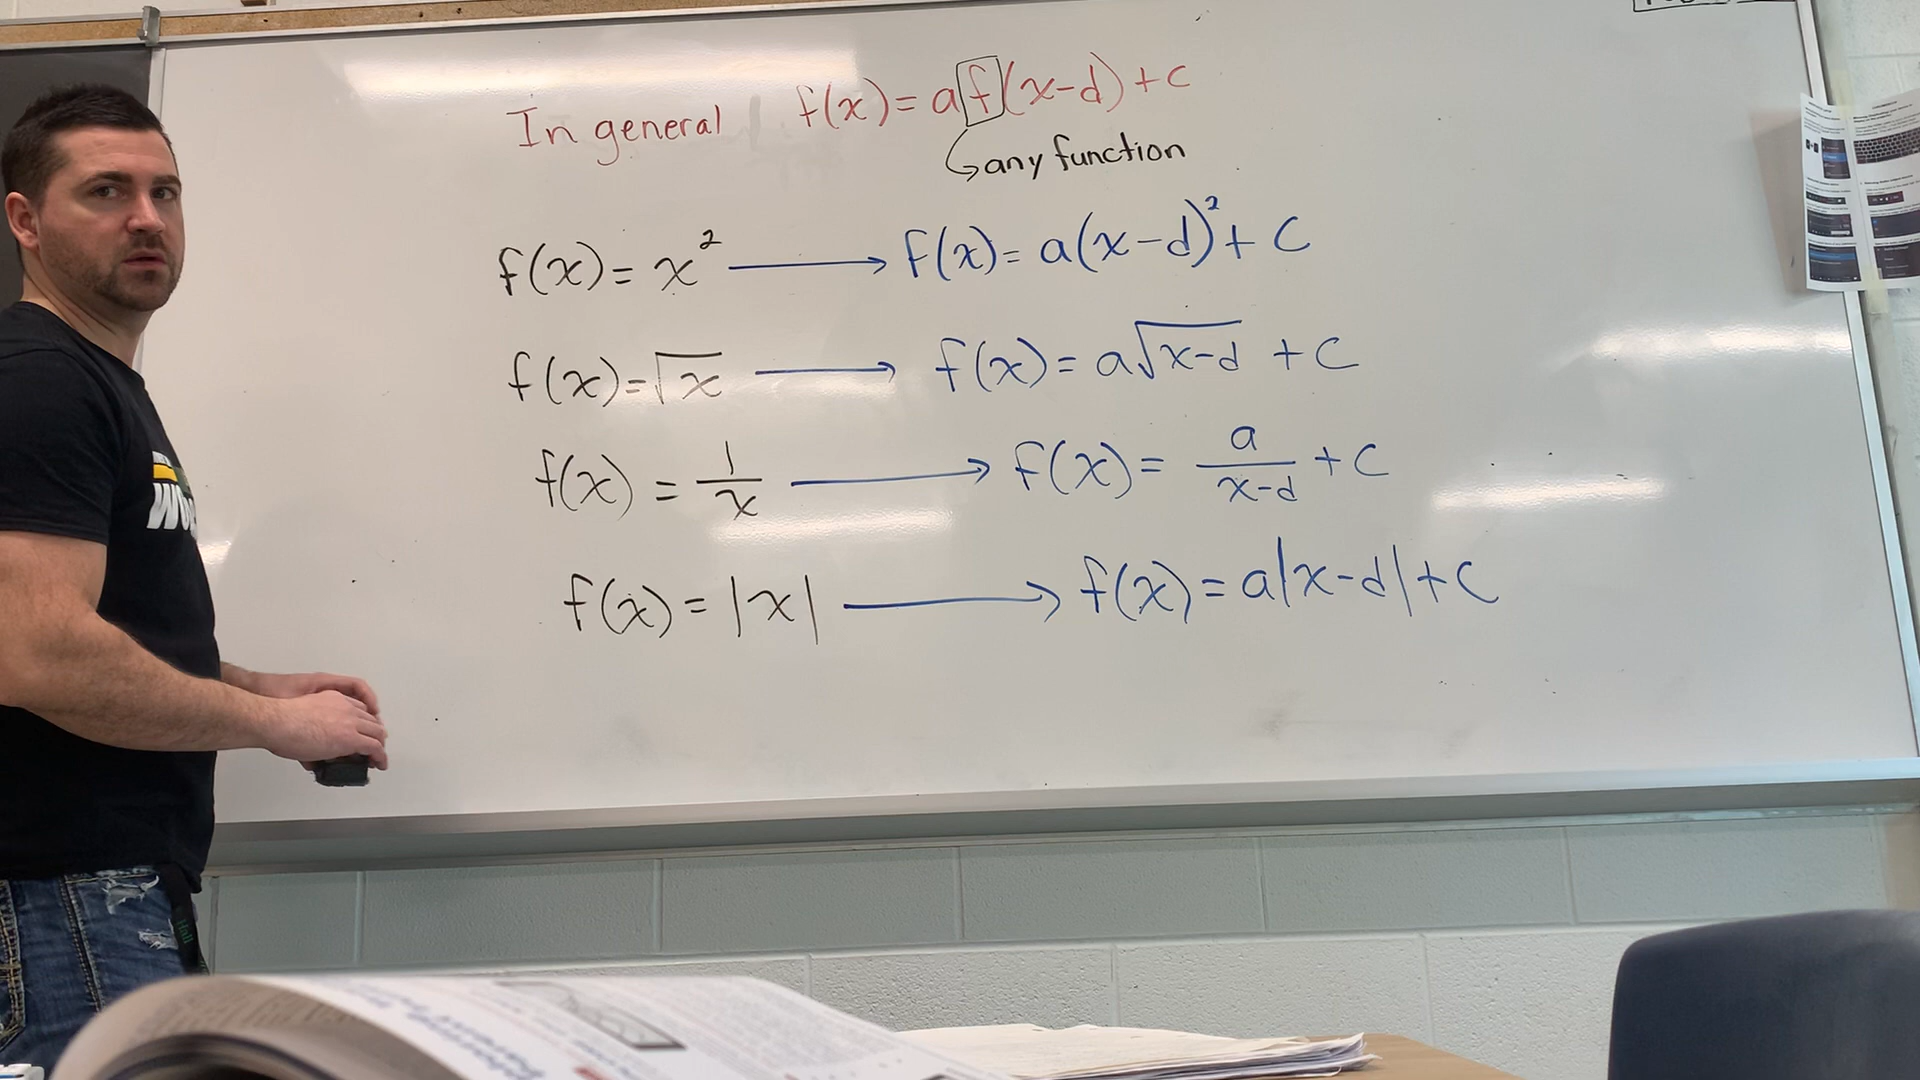 In general f(x) = a f(x-d) + c
any function
f(x) = x² → f(x) = a(x-d)² + c
f(x) = √x → f(x) = a√x-d + c
f(x) = 1/x → f(x) = a/x-d + c
f(x) = |x| → f(x) = a|x-d| + c